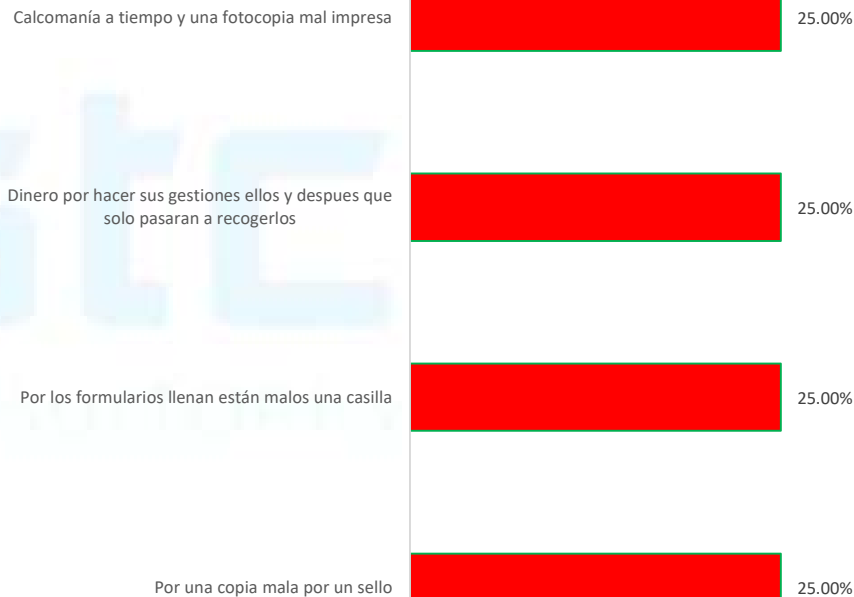 Calcomanía a tiempo y una fotocopia mal impresa
25.00%
Dinero por hacer sus gestiones ellos y despues que
solo pasaran a recogerlos
25.00%
Por los formularios llenan están malos una casilla
25.00%
Por una copia mala por un sello
25.00%